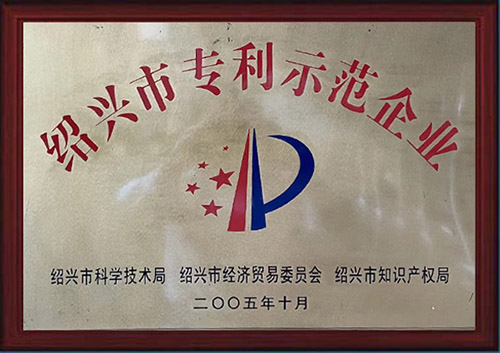 绍兴市专利示范企业
绍兴市科学技术局 绍兴市经济贸易委员会 绍兴市知识产权局
二〇〇五年十月